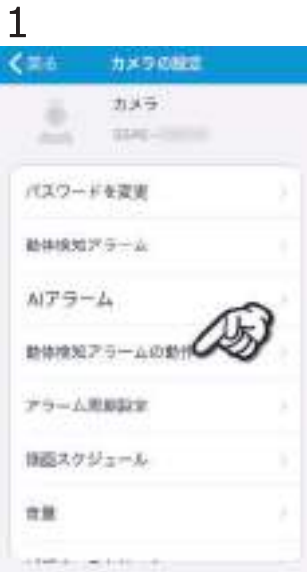 1
戻る カメラの設定
カメラ
パスワードを変更
動体検知アラーム
AIアラーム
動体検知アラームの動作
アラーム周期設定
録画スケジュール
音量